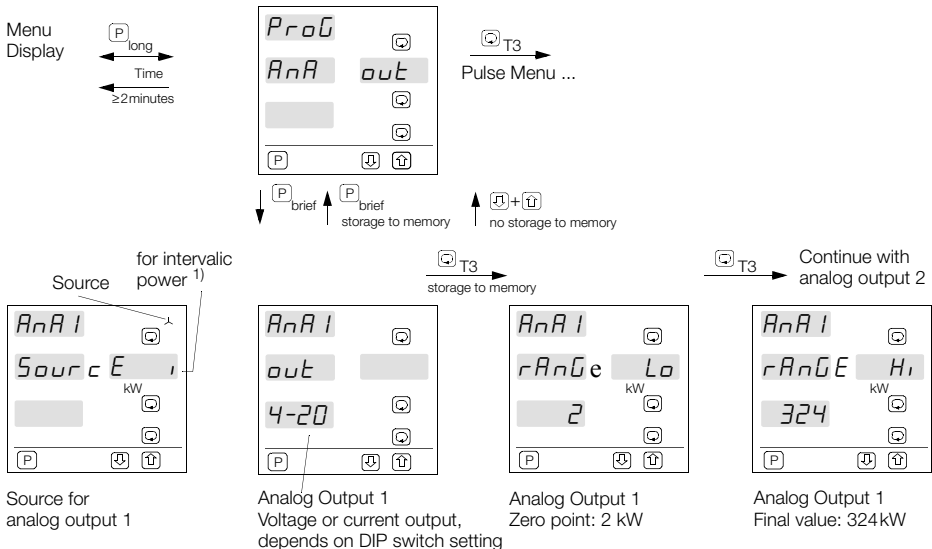 Menu
Display
P long
Time
≥2minutes
ProG
AnA out
P
T3
Pulse Menu ...
P brief
P brief
storage to memory
+
no storage to memory
Source
for intervalic
power 1)
T3
storage to memory
T3
Continue with
analog output 2
AnA1
SourcE i
kW
P
Source for
analog output 1
AnA1
out
4-20
P
Analog Output 1
Voltage or current output,
depends on DIP switch setting
AnA1
rAnGe Lo
kW
2
P
Analog Output 1
Zero point: 2 kW
AnA1
rAnGE Hi
kW
324
P
Analog Output 1
Final value: 324kW